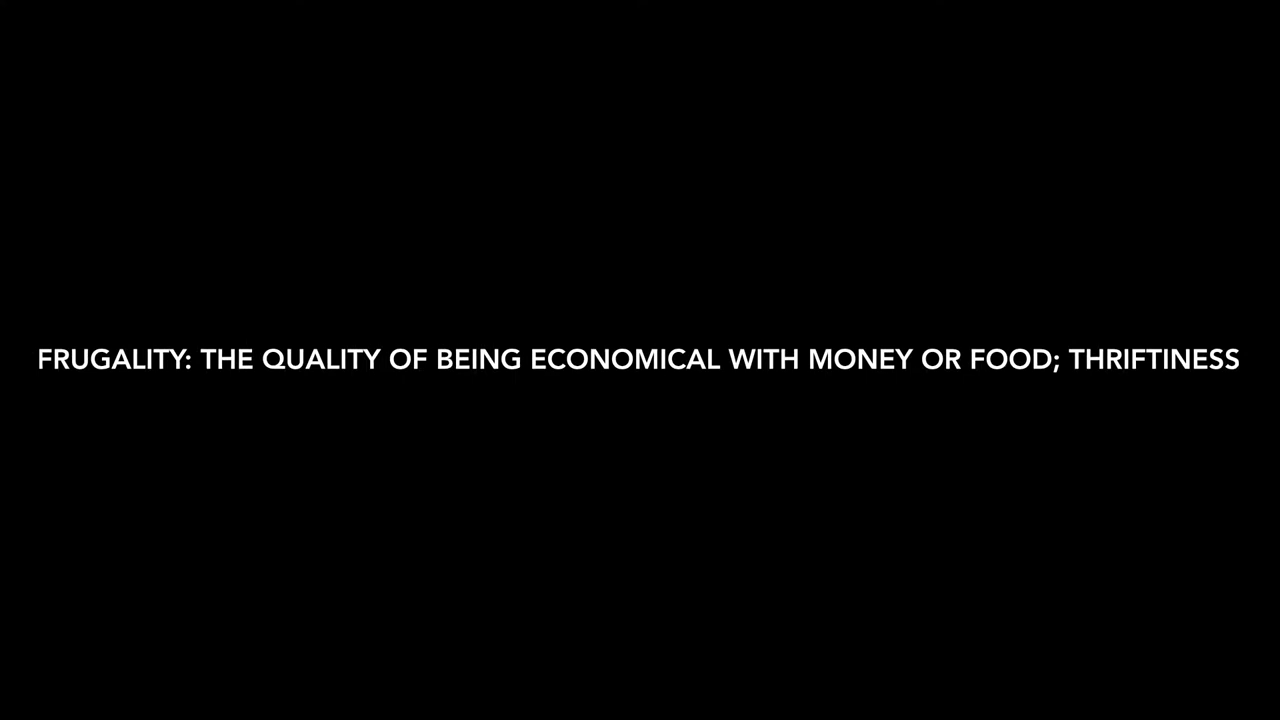 FRUGALITY: THE QUALITY OF BEING ECONOMICAL WITH MONEY OR FOOD; THRIFTINESS